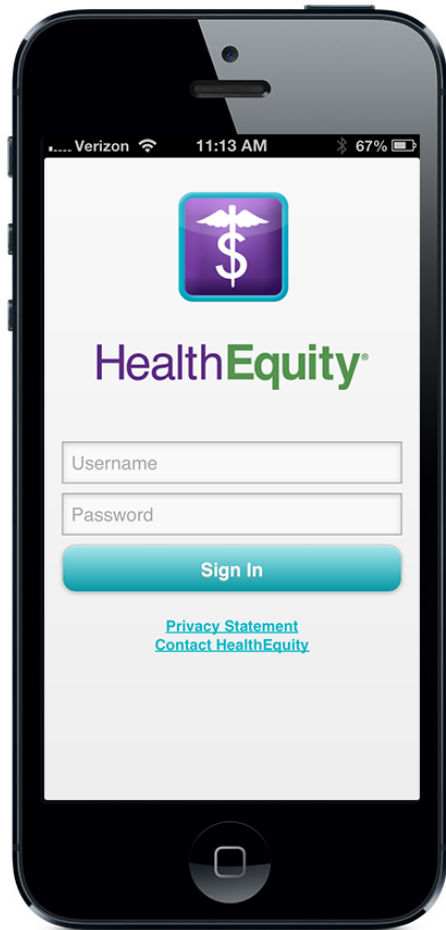 Verizon 11:13 AM 67%
$
HealthEquity®
Username
Password
Sign In
Privacy Statement
Contact HealthEquity